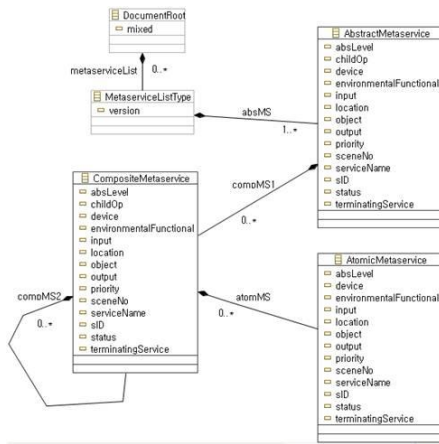 DocumentRoot
mixed
metaserviceList
0..*
MetaserviceListType
version
absMS
1..*
AbstractMetaservice
absLevel
childOp
device
environmentalFunctional
input
location
object
output
priority
sceneNo
serviceName
sID
status
terminatingService
compMS1
0..*
CompositeMetaservice
absLevel
childOp
device
environmentalFunctional
input
location
object
output
priority
sceneNo
serviceName
sID
status
terminatingService
compMS2
0..*
atomMS
0..*
AtomicMetaservice
absLevel
device
environmentalFunctional
input
location
object
output
priority
sceneNo
serviceName
sID
status
terminatingService